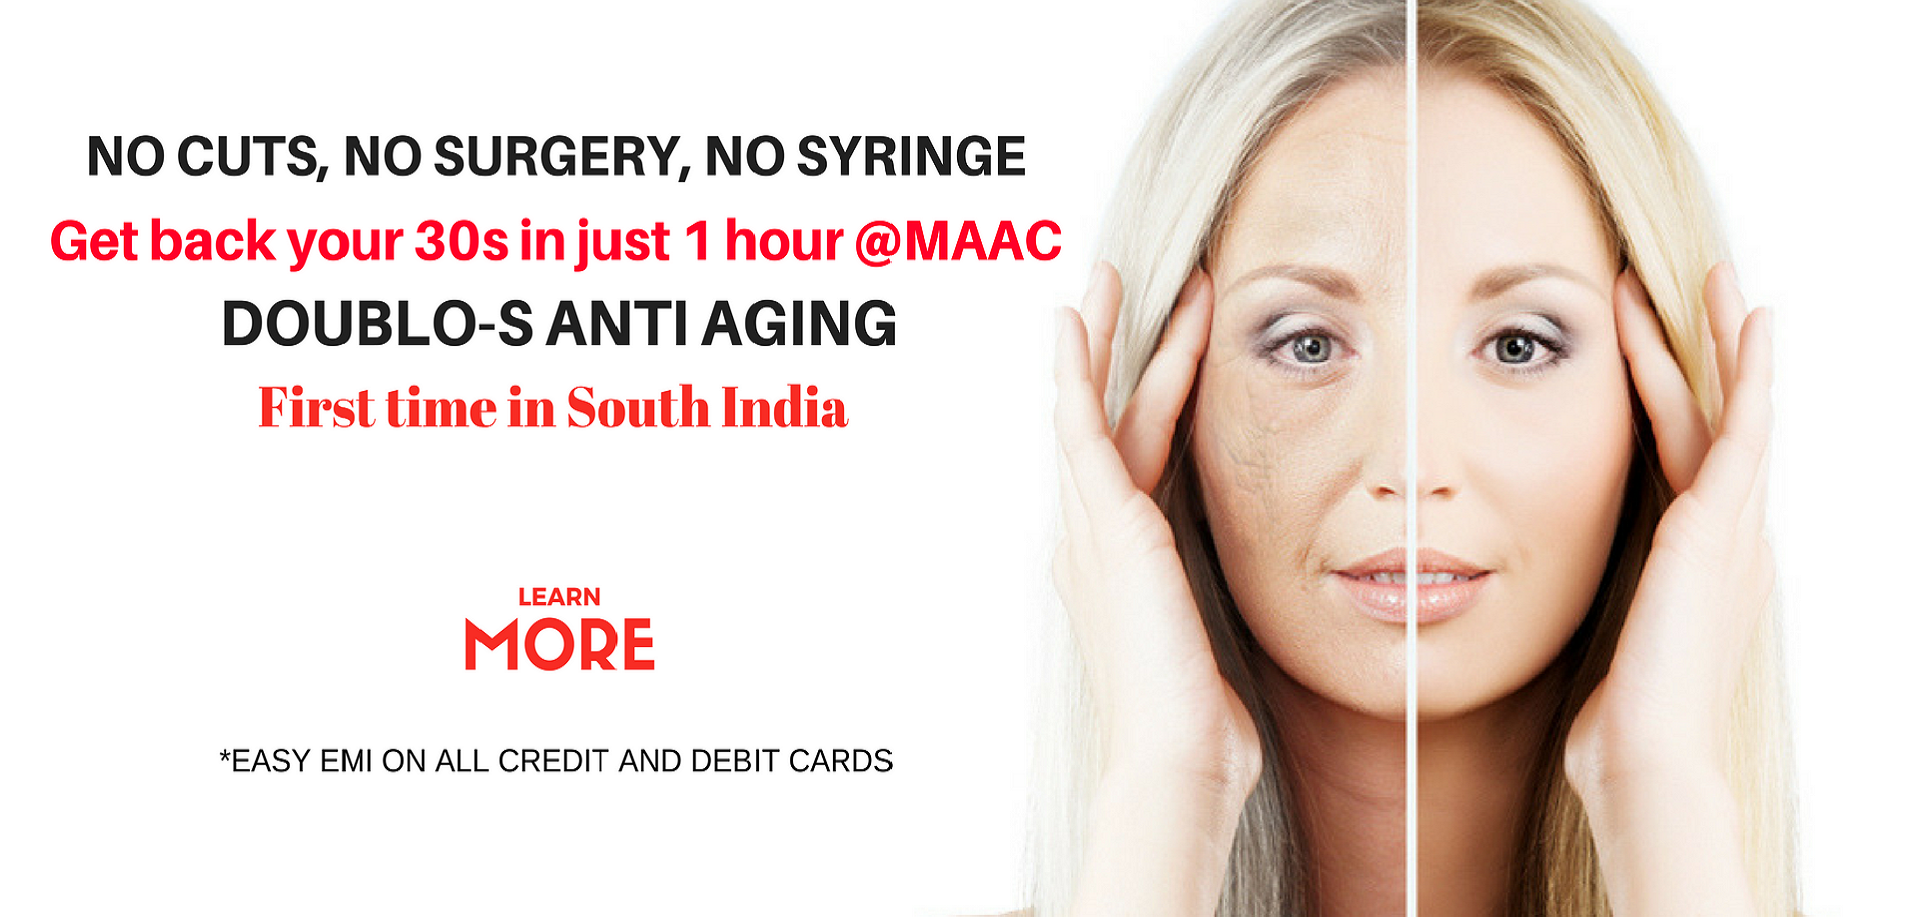 NO CUTS, NO SURGERY, NO SYRINGE
Get back your 30s in just 1 hour @MAAC
DOUBLO-S ANTI AGING
First time in South India
LEARN
MORE
*EASY EMI ON ALL CREDIT AND DEBIT CARDS